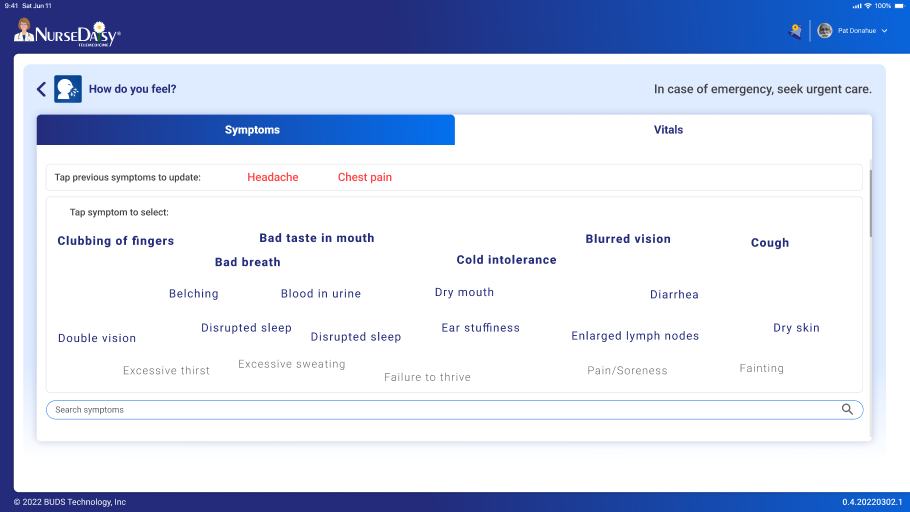 9:41 Sat Jun 11
100%
NURSEDAISY®
TELEMEDICINE
Pat Donahue
How do you feel?
In case of emergency, seek urgent care.
Symptoms
Vitals
Tap previous symptoms to update: Headache Chest pain
Tap symptom to select:
Clubbing of fingers
Bad taste in mouth
Blurred vision
Cough
Bad breath
Cold intolerance
Belching
Blood in urine
Dry mouth
Diarrhea
Double vision
Disrupted sleep
Disrupted sleep
Ear stuffiness
Enlarged lymph nodes
Dry skin
Excessive thirst
Excessive sweating
Failure to thrive
Pain/Soreness
Fainting
Search symptoms
© 2022 BUDS Technology, Inc
0.4.20220302.1